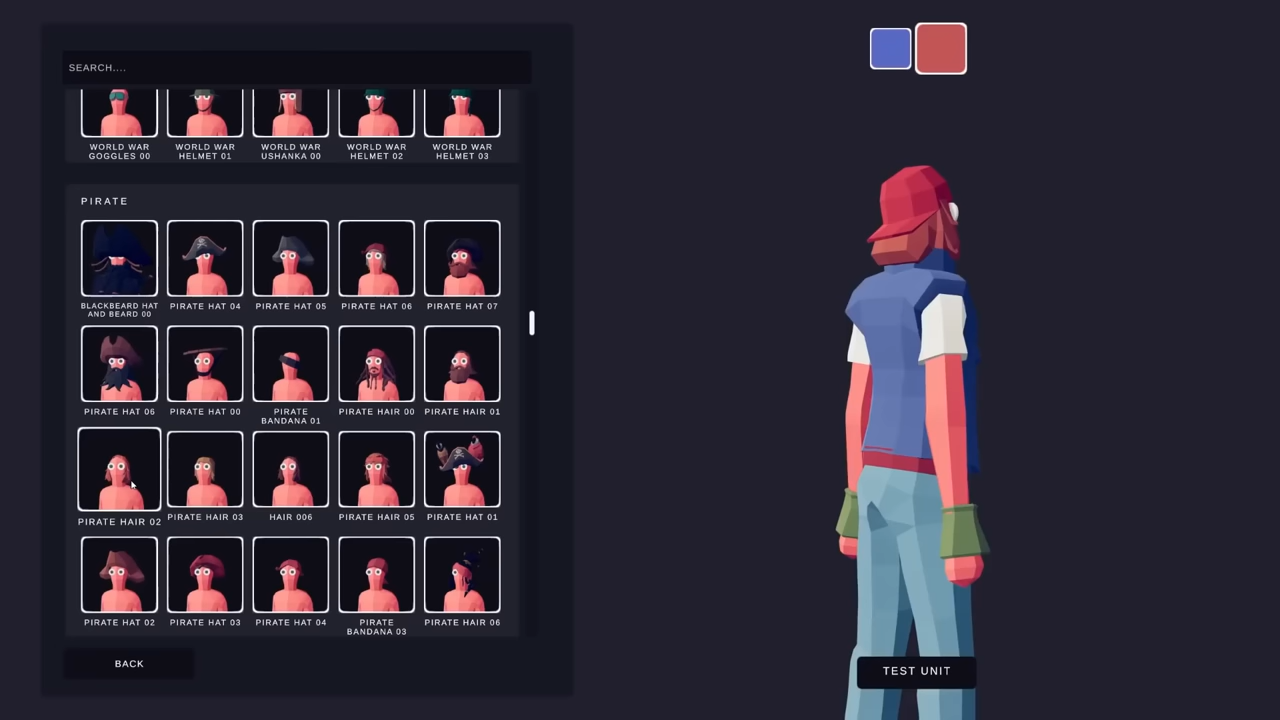 SEARCH....
WORLD WAR
GOGGLES 00
WORLD WAR
HELMET 01
WORLD WAR
USHANKA 00
WORLD WAR
HELMET 02
WORLD WAR
HELMET 03
PIRATE
BLACKBEARD HAT
AND BEARD 00
PIRATE HAT 04
PIRATE HAT 05
PIRATE HAIR 06
PIRATE HAT 07
PIRATE HAT 06
PIRATE HAT 00
PIRATE
BANDANA 01
PIRATE HAIR 00
PIRATE HAIR 01
PIRATE HAIR 02
PIRATE HAIR 03
HAIR 006
PIRATE HAIR 05
PIRATE HAT 01
PIRATE HAT 02
PIRATE HAT 03
PIRATE HAT 04
PIRATE
BANDANA 03
PIRATE HAIR 06
BACK
TEST UNIT